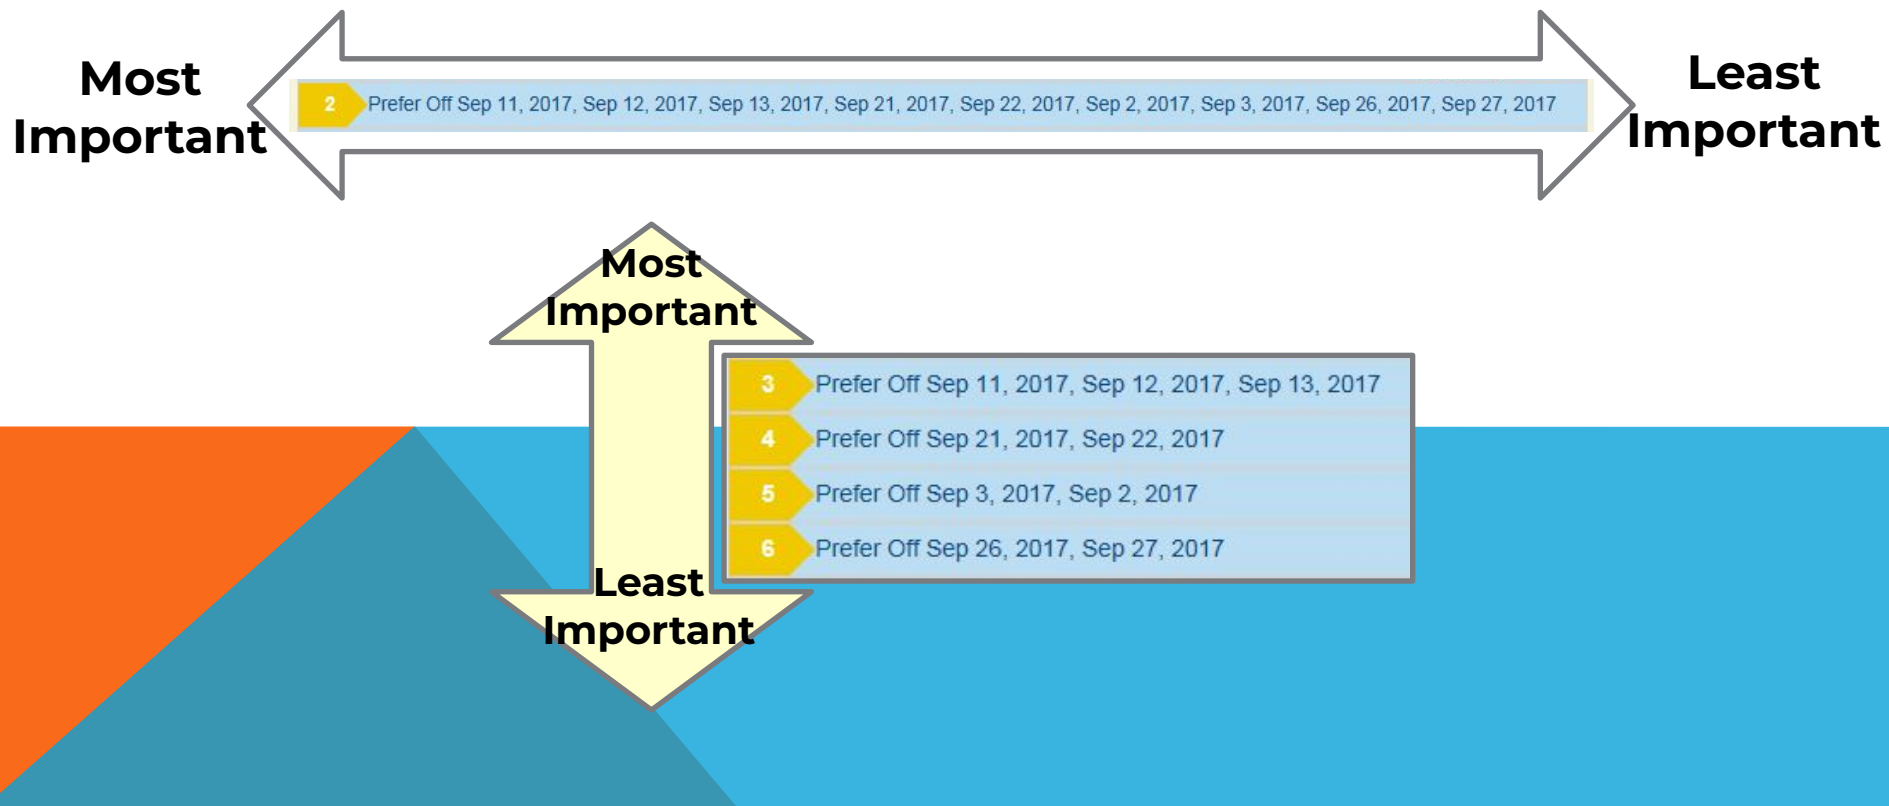 Most
Important
2 Prefer Off Sep 11, 2017, Sep 12, 2017, Sep 13, 2017, Sep 21, 2017, Sep 22, 2017, Sep 2, 2017, Sep 3, 2017, Sep 26, 2017, Sep 27, 2017
Least
Important
Most
Important
3 Prefer Off Sep 11, 2017, Sep 12, 2017, Sep 13, 2017
4 Prefer Off Sep 21, 2017, Sep 22, 2017
5 Prefer Off Sep 3, 2017, Sep 2, 2017
6 Prefer Off Sep 26, 2017, Sep 27, 2017
Least
Important